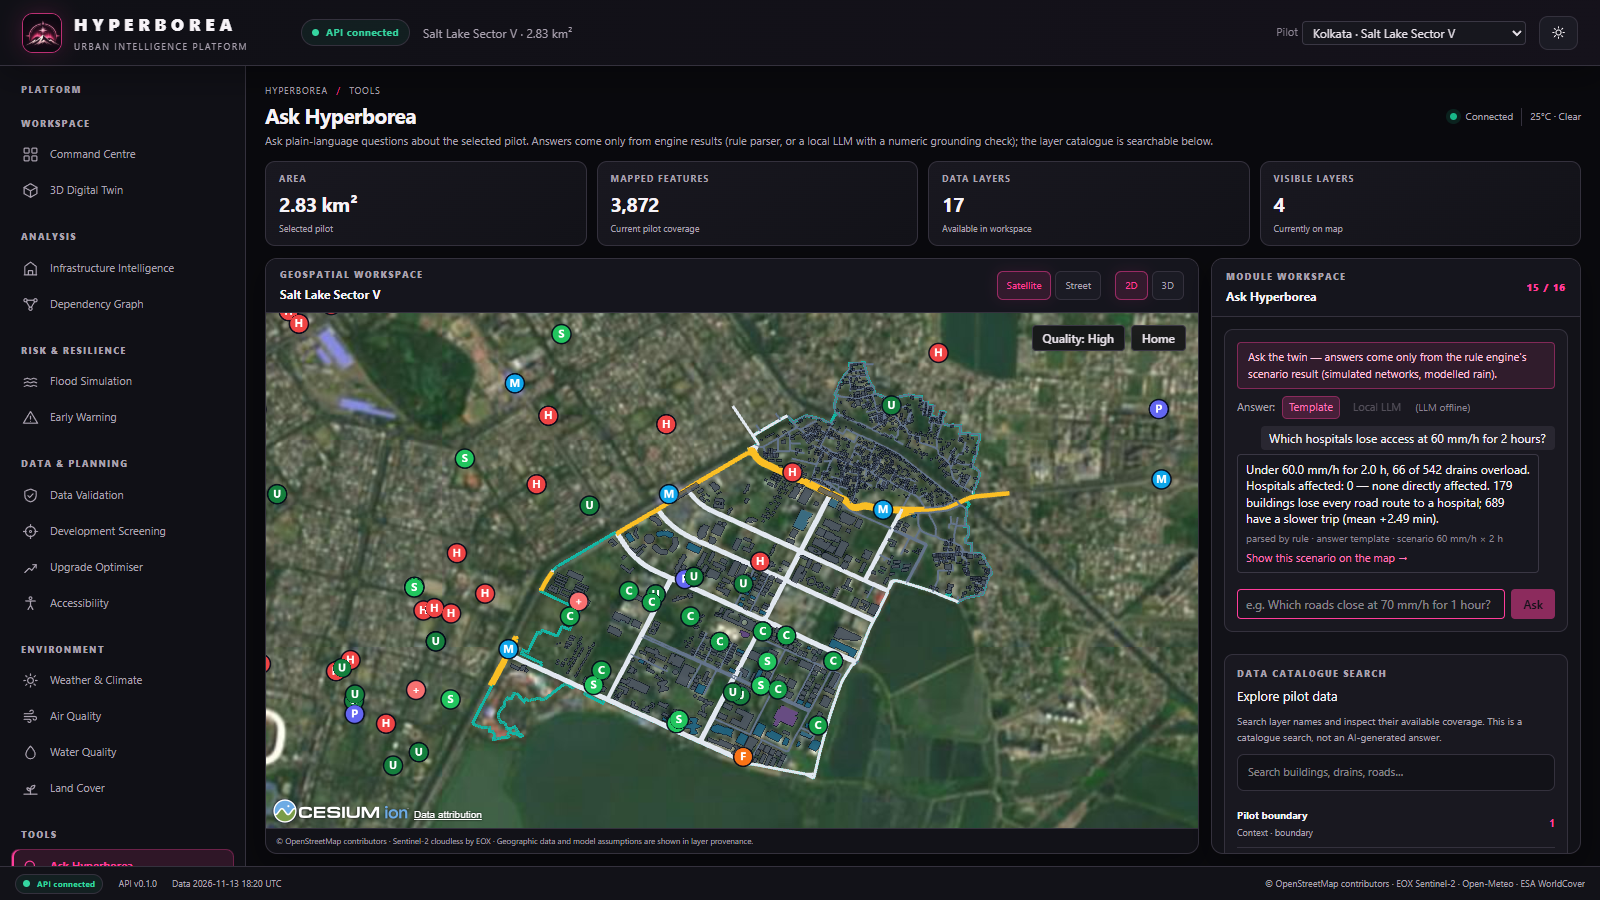 HYPERBOREA
URBAN INTELLIGENCE PLATFORM
API connected
Salt Lake Sector V · 2.83 km²
Pilot
Kolkata · Salt Lake Sector V
PLATFORM
WORKSPACE
Command Centre
3D Digital Twin
ANALYSIS
Infrastructure Intelligence
Dependency Graph
RISK & RESILIENCE
Flood Simulation
Early Warning
DATA & PLANNING
Data Validation
Development Screening
Upgrade Optimiser
Accessibility
ENVIRONMENT
Weather & Climate
Air Quality
Water Quality
Land Cover
TOOLS
Ask Hyperborea
HYPERBOREA / TOOLS
Ask Hyperborea
Ask plain-language questions about the selected pilot. Answers come only from engine results (rule parser, or a local LLM with a numeric grounding check); the layer catalogue is searchable below.
Connected
25°C · Clear
AREA
2.83 km²
Selected pilot
MAPPED FEATURES
3,872
Current pilot coverage
DATA LAYERS
17
Available in workspace
VISIBLE LAYERS
4
Currently on map
GEOSPATIAL WORKSPACE
Salt Lake Sector V
Satellite
Street
2D
3D
Quality: High
Home
CESIUM ion
Data attribution
© OpenStreetMap contributors · Sentinel-2 cloudless by EOX · Geographic data and model assumptions are shown in layer provenance.
MODULE WORKSPACE
Ask Hyperborea
15 / 16
Ask the twin — answers come only from the rule engine's
scenario result (simulated networks, modelled rain).
Answer:
Template
Local LLM
(LLM offline)
Which hospitals lose access at 60 mm/h for 2 hours?
Under 60.0 mm/h for 2.0 h, 66 of 542 drains overload.
Hospitals affected: 0 — none directly affected. 179
buildings lose every road route to a hospital; 689
have a slower trip (mean +2.49 min).
parsed by rule · answer template · scenario 60 mm/h × 2 h
Show this scenario on the map →
e.g. Which roads close at 70 mm/h for 1 hour?
Ask
DATA CATALOGUE SEARCH
Explore pilot data
Search layer names and inspect their available coverage. This is a
catalogue search, not an AI-generated answer.
Search buildings, drains, roads...
Pilot boundary
Context · boundary
1
API connected
API v0.1.0
Data 2026-11-13 18:20 UTC
© OpenStreetMap contributors · EOX Sentinel-2 · Open-Meteo · ESA WorldCover